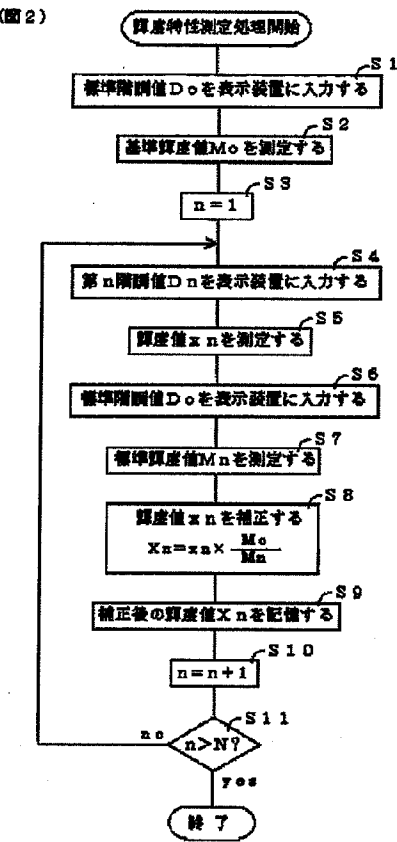 (図2)
輝度特性測定処理開始
S1
標準階調値Doを表示装置に入力する
S2
基準輝度値Moを測定する
S3
n=1
S4
第n階調値Dnを表示装置に入力する
S5
輝度値xnを測定する
S6
標準階調値Doを表示装置に入力する
S7
標準輝度値Mnを測定する
S8
輝度値xnを補正する
Xn=xn× Mo
Mn
S9
補正後の輝度値Xnを記憶する
S10
n=n+1
S11
no
n>N?
yes
終了